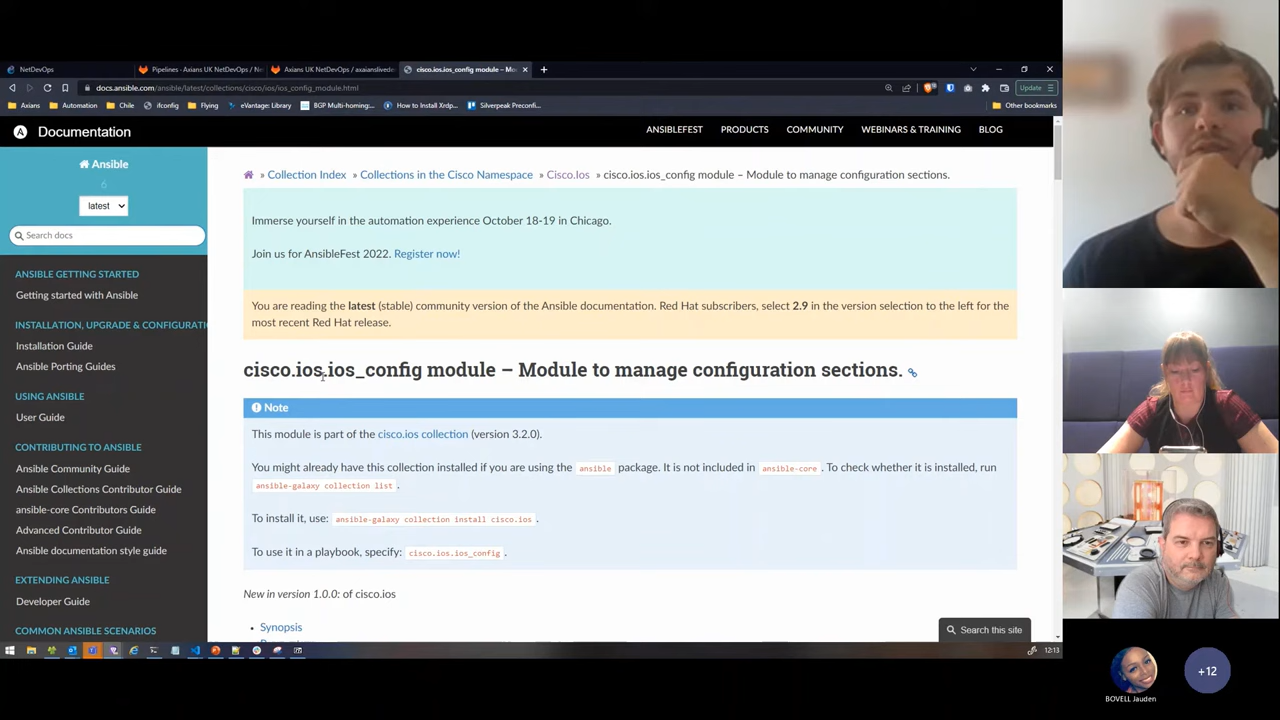 NetDevOps
Pipelines - Axians UK NetDevOps / Net
Axians UK NetDevOps / axaianslivede
cisco.ios.ios_config module – Mo
docs.ansible.com/ansible/latest/collections/cisco/ios/ios_config_module.html
Update
Axians
Automation
Chile
ifconfig
Flying
eVantage: Library
BGP Multi-homing:...
How to Install Xrdp...
Silverpeak Preconfi...
Other bookmarks
A Documentation
ANSIBLEFEST
PRODUCTS
COMMUNITY
WEBINARS & TRAINING
BLOG
Ansible
6
latest
Search docs
ANSIBLE GETTING STARTED
Getting started with Ansible
INSTALLATION, UPGRADE & CONFIGURATI
Installation Guide
Ansible Porting Guides
USING ANSIBLE
User Guide
CONTRIBUTING TO ANSIBLE
Ansible Community Guide
Ansible Collections Contributor Guide
ansible-core Contributors Guide
Advanced Contributor Guide
Ansible documentation style guide
EXTENDING ANSIBLE
Developer Guide
COMMON ANSIBLE SCENARIOS
» Collection Index » Collections in the Cisco Namespace » Cisco.Ios » cisco.ios.ios_config module – Module to manage configuration sections.
Immerse yourself in the automation experience October 18-19 in Chicago.
Join us for AnsibleFest 2022. Register now!
You are reading the latest (stable) community version of the Ansible documentation. Red Hat subscribers, select 2.9 in the version selection to the left for the
most recent Red Hat release.
cisco.ios.ios_config module – Module to manage configuration sections.
Note
This module is part of the cisco.ios collection (version 3.2.0).
You might already have this collection installed if you are using the ansible package. It is not included in ansible-core. To check whether it is installed, run
ansible-galaxy collection list.
To install it, use: ansible-galaxy collection install cisco.ios.
To use it in a playbook, specify: cisco.ios.ios_config.
New in version 1.0.0: of cisco.ios
Synopsis
Search this site
12:13
BOVELL Jauden
+12